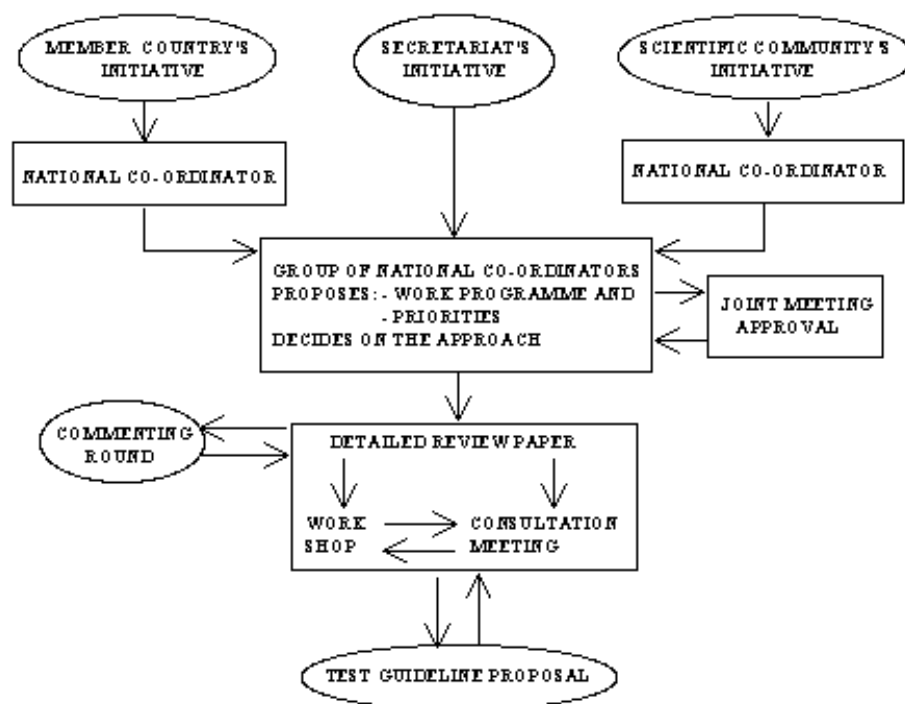 MEMBER COUNTRY'S
INITIATIVE
SECRETARIAT'S
INITIATIVE
SCIENTIFIC COMMUNITY'S
INITIATIVE
NATIONAL CO-ORDINATOR
NATIONAL CO-ORDINATOR
GROUP OF NATIONAL CO-ORDINATORS
PROPOSES: - WORK PROGRAMME AND
- PRIORITIES
DECIDES ON THE APPROACH
JOINT MEETING
APPROVAL
COMMENTING
ROUND
DETAILED REVIEW PAPER
WORK
SHOP
CONSULTATION
MEETING
TEST GUIDELINE PROPOSAL